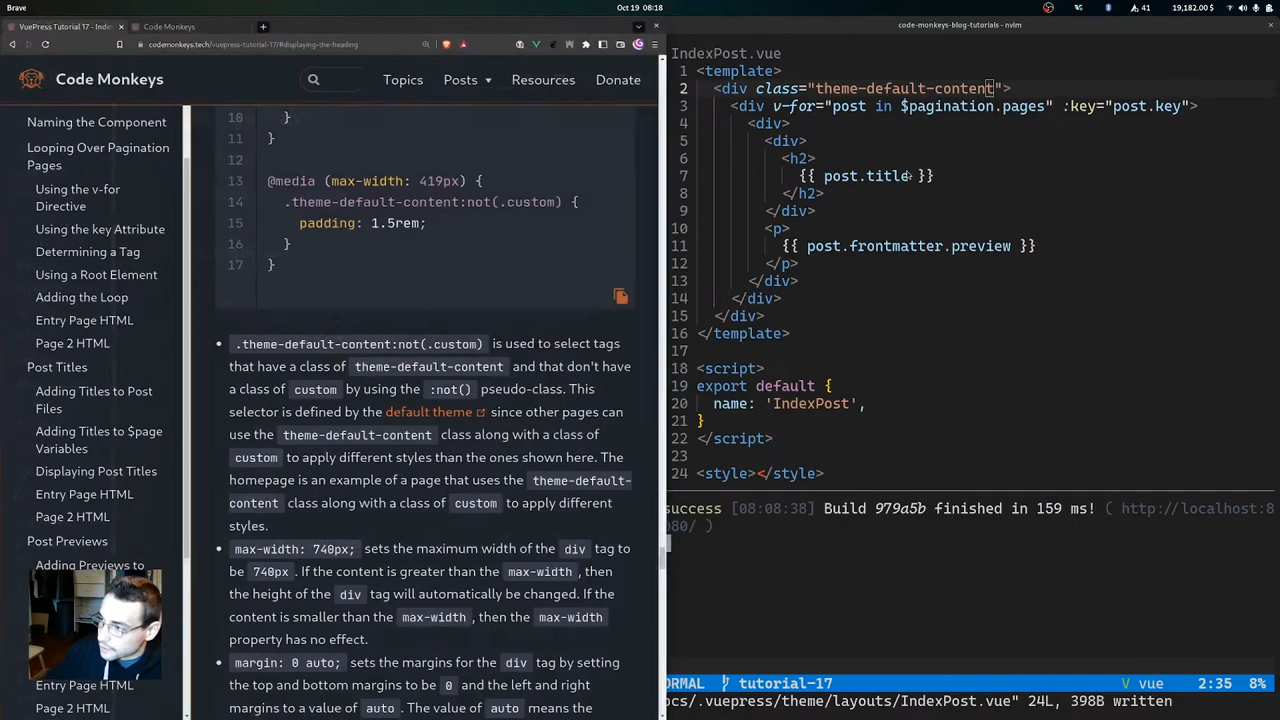 Brave
Oct 19 08:18
41
19,182.00 $
VuePress Tutorial 17 - Inde
Code Monkeys
codemonkeys.tech/vuepress-tutorial-17/#displaying-the-heading
Code Monkeys
Topics
Posts
Resources
Donate
Naming the Component
Looping Over Pagination
Pages
Using the v-for
Directive
Using the key Attribute
Determining a Tag
Using a Root Element
Adding the Loop
Entry Page HTML
Page 2 HTML
Post Titles
Adding Titles to Post
Files
Adding Titles to $page
Variables
Displaying Post Titles
Entry Page HTML
Page 2 HTML
Post Previews
Adding Previews to
Entry Page HTML
Page 2 HTML
10 }
11 }
12
13 @media (max-width: 419px) {
14 .theme-default-content:not(.custom) {
15 padding: 1.5rem;
16 }
17 }
.theme-default-content:not(.custom) is used to select tags
that have a class of theme-default-content and that don't have
a class of custom by using the :not() pseudo-class. This
selector is defined by the default theme since other pages can
use the theme-default-content class along with a class of
custom to apply different styles than the ones shown here. The
homepage is an example of a page that uses the theme-default-
content class along with a class of custom to apply different
styles.
max-width: 740px; sets the maximum width of the div tag to
be 740px . If the content is greater than the max-width , then
the height of the div tag will automatically be changed. If the
content is smaller than the max-width , then the max-width
property has no effect.
margin: 0 auto; sets the margins for the div tag by setting
the top and bottom margins to be 0 and the left and right
margins to a value of auto . The value of auto means the
code-monkeys-blog-tutorials - nvim
IndexPost.vue
1 <template>
2 <div class="theme-default-content">
3 <div v-for="post in $pagination.pages" :key="post.key">
4 <div>
5 <div>
6 <h2>
7 {{ post.title }}
8 </h2>
9 </div>
10 <p>
11 {{ post.frontmatter.preview }}
12 </p>
13 </div>
14 </div>
15 </div>
16 </template>
17
18 <script>
19 export default {
20 name: 'IndexPost',
21 }
22 </script>
23
24 <style></style>
success [08:08:38] Build 979a5b finished in 159 ms! ( http://localhost:8
080/ )
ORMAL tutorial-17 vue 2:35 8%
ocs/.vuepress/theme/layouts/IndexPost.vue" 24L, 398B written